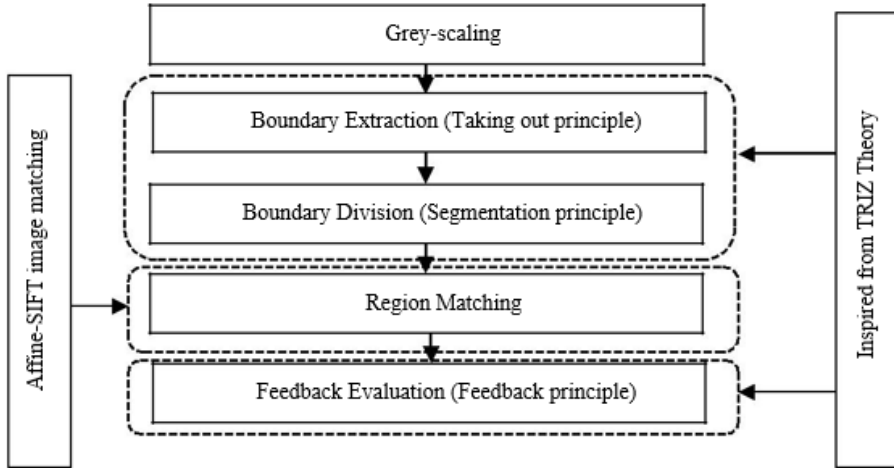 Grey-scaling
Boundary Extraction (Taking out principle)
Boundary Division (Segmentation principle)
Region Matching
Feedback Evaluation (Feedback principle)
Affine-SIFT image matching
Inspired from TRIZ Theory